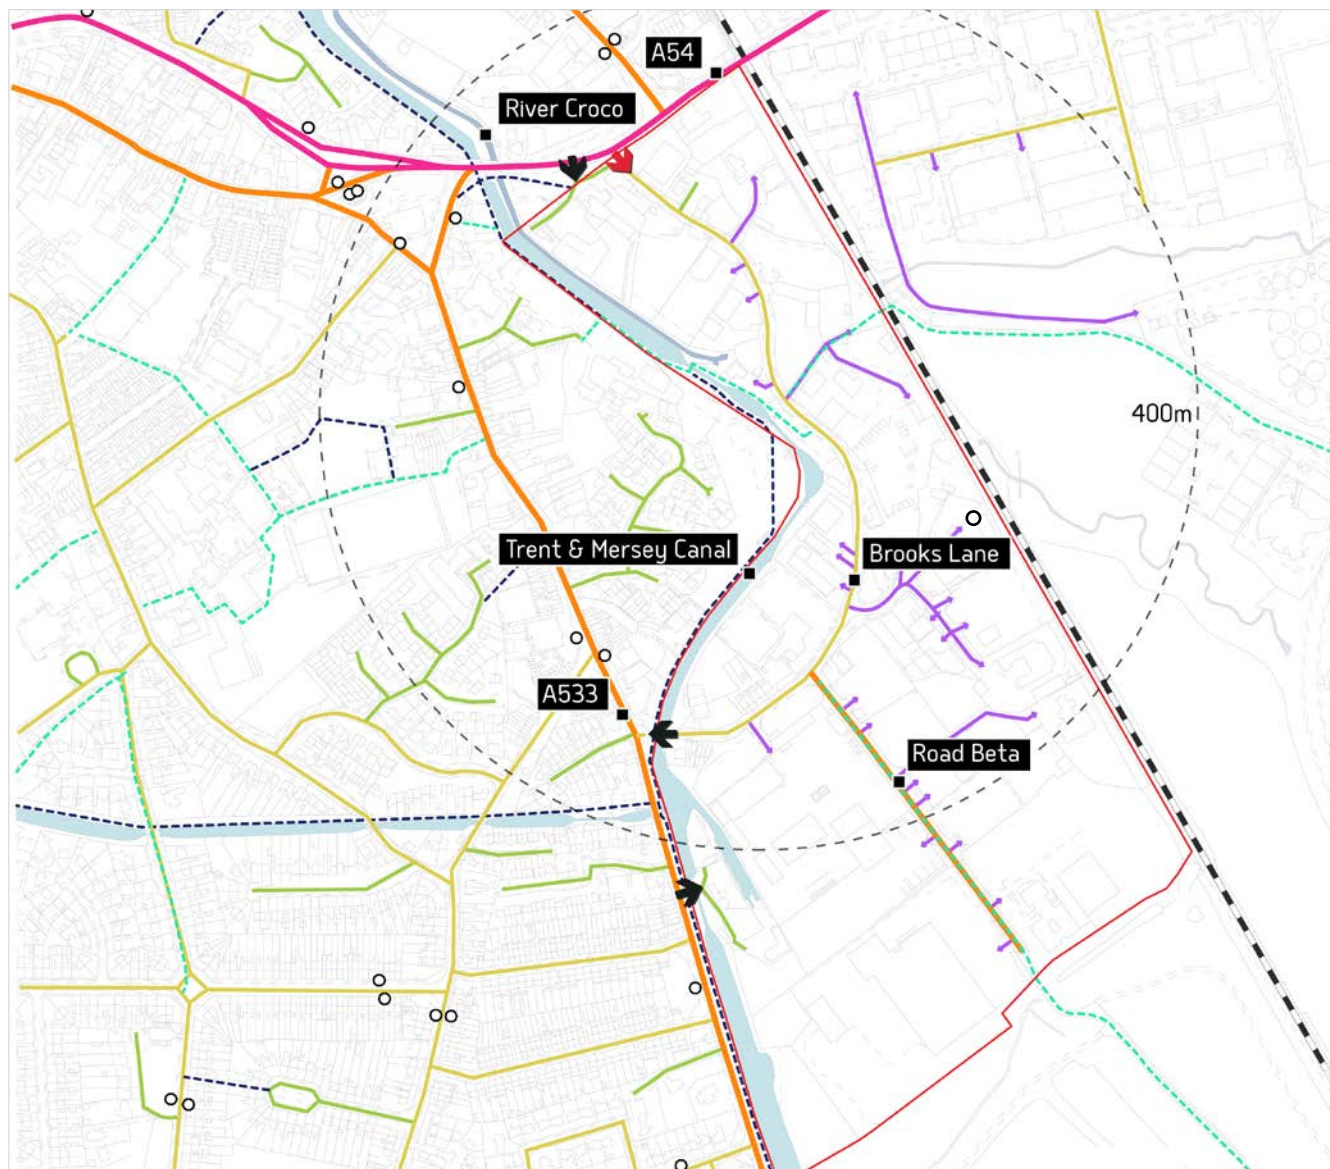 A54
River Croco
400m
Trent & Mersey Canal
Brooks Lane
A533
Road Beta